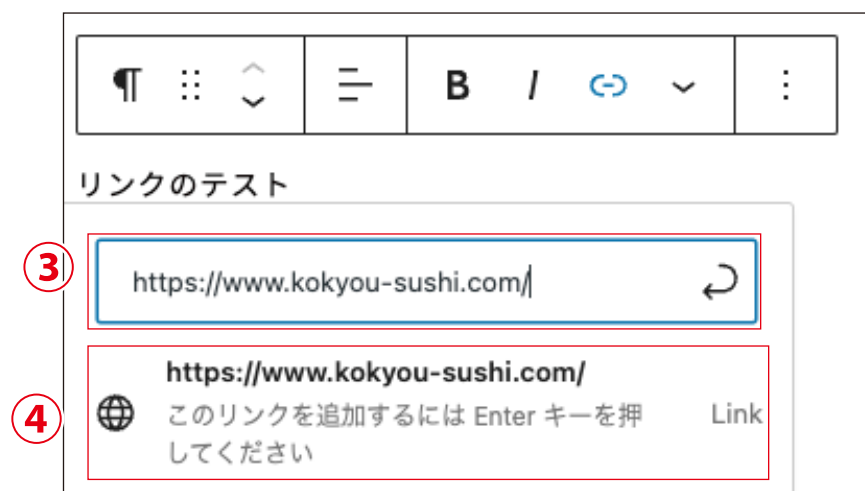 B I
リンクのテスト
③
https://www.kokyou-sushi.com/
④
https://www.kokyou-sushi.com/
このリンクを追加するには Enter キーを押
してください
Link